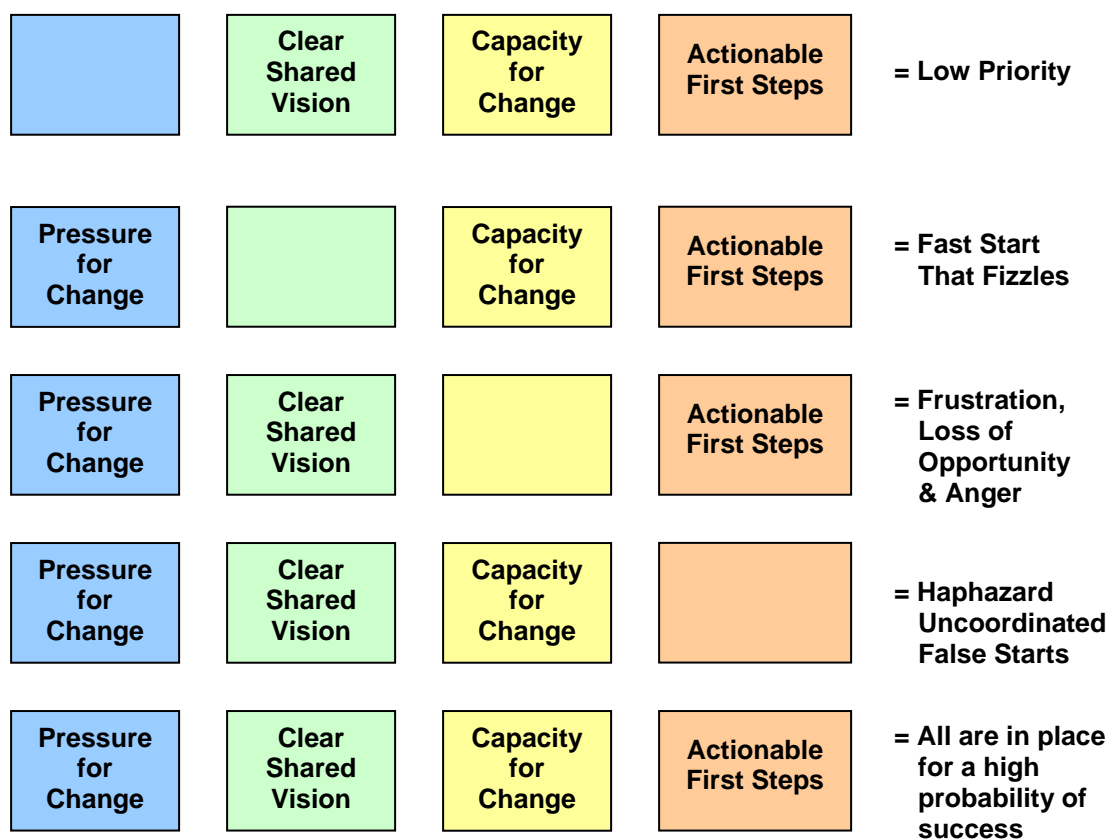 Clear
Shared
Vision
Capacity
for
Change
Actionable
First Steps
= Low Priority
Pressure
for
Change
Capacity
for
Change
Actionable
First Steps
= Fast Start
That Fizzles
Pressure
for
Change
Clear
Shared
Vision
Actionable
First Steps
= Frustration,
Loss of
Opportunity
& Anger
Pressure
for
Change
Clear
Shared
Vision
Capacity
for
Change
= Haphazard
Uncoordinated
False Starts
Pressure
for
Change
Clear
Shared
Vision
Capacity
for
Change
Actionable
First Steps
= All are in place
for a high
probability of
success